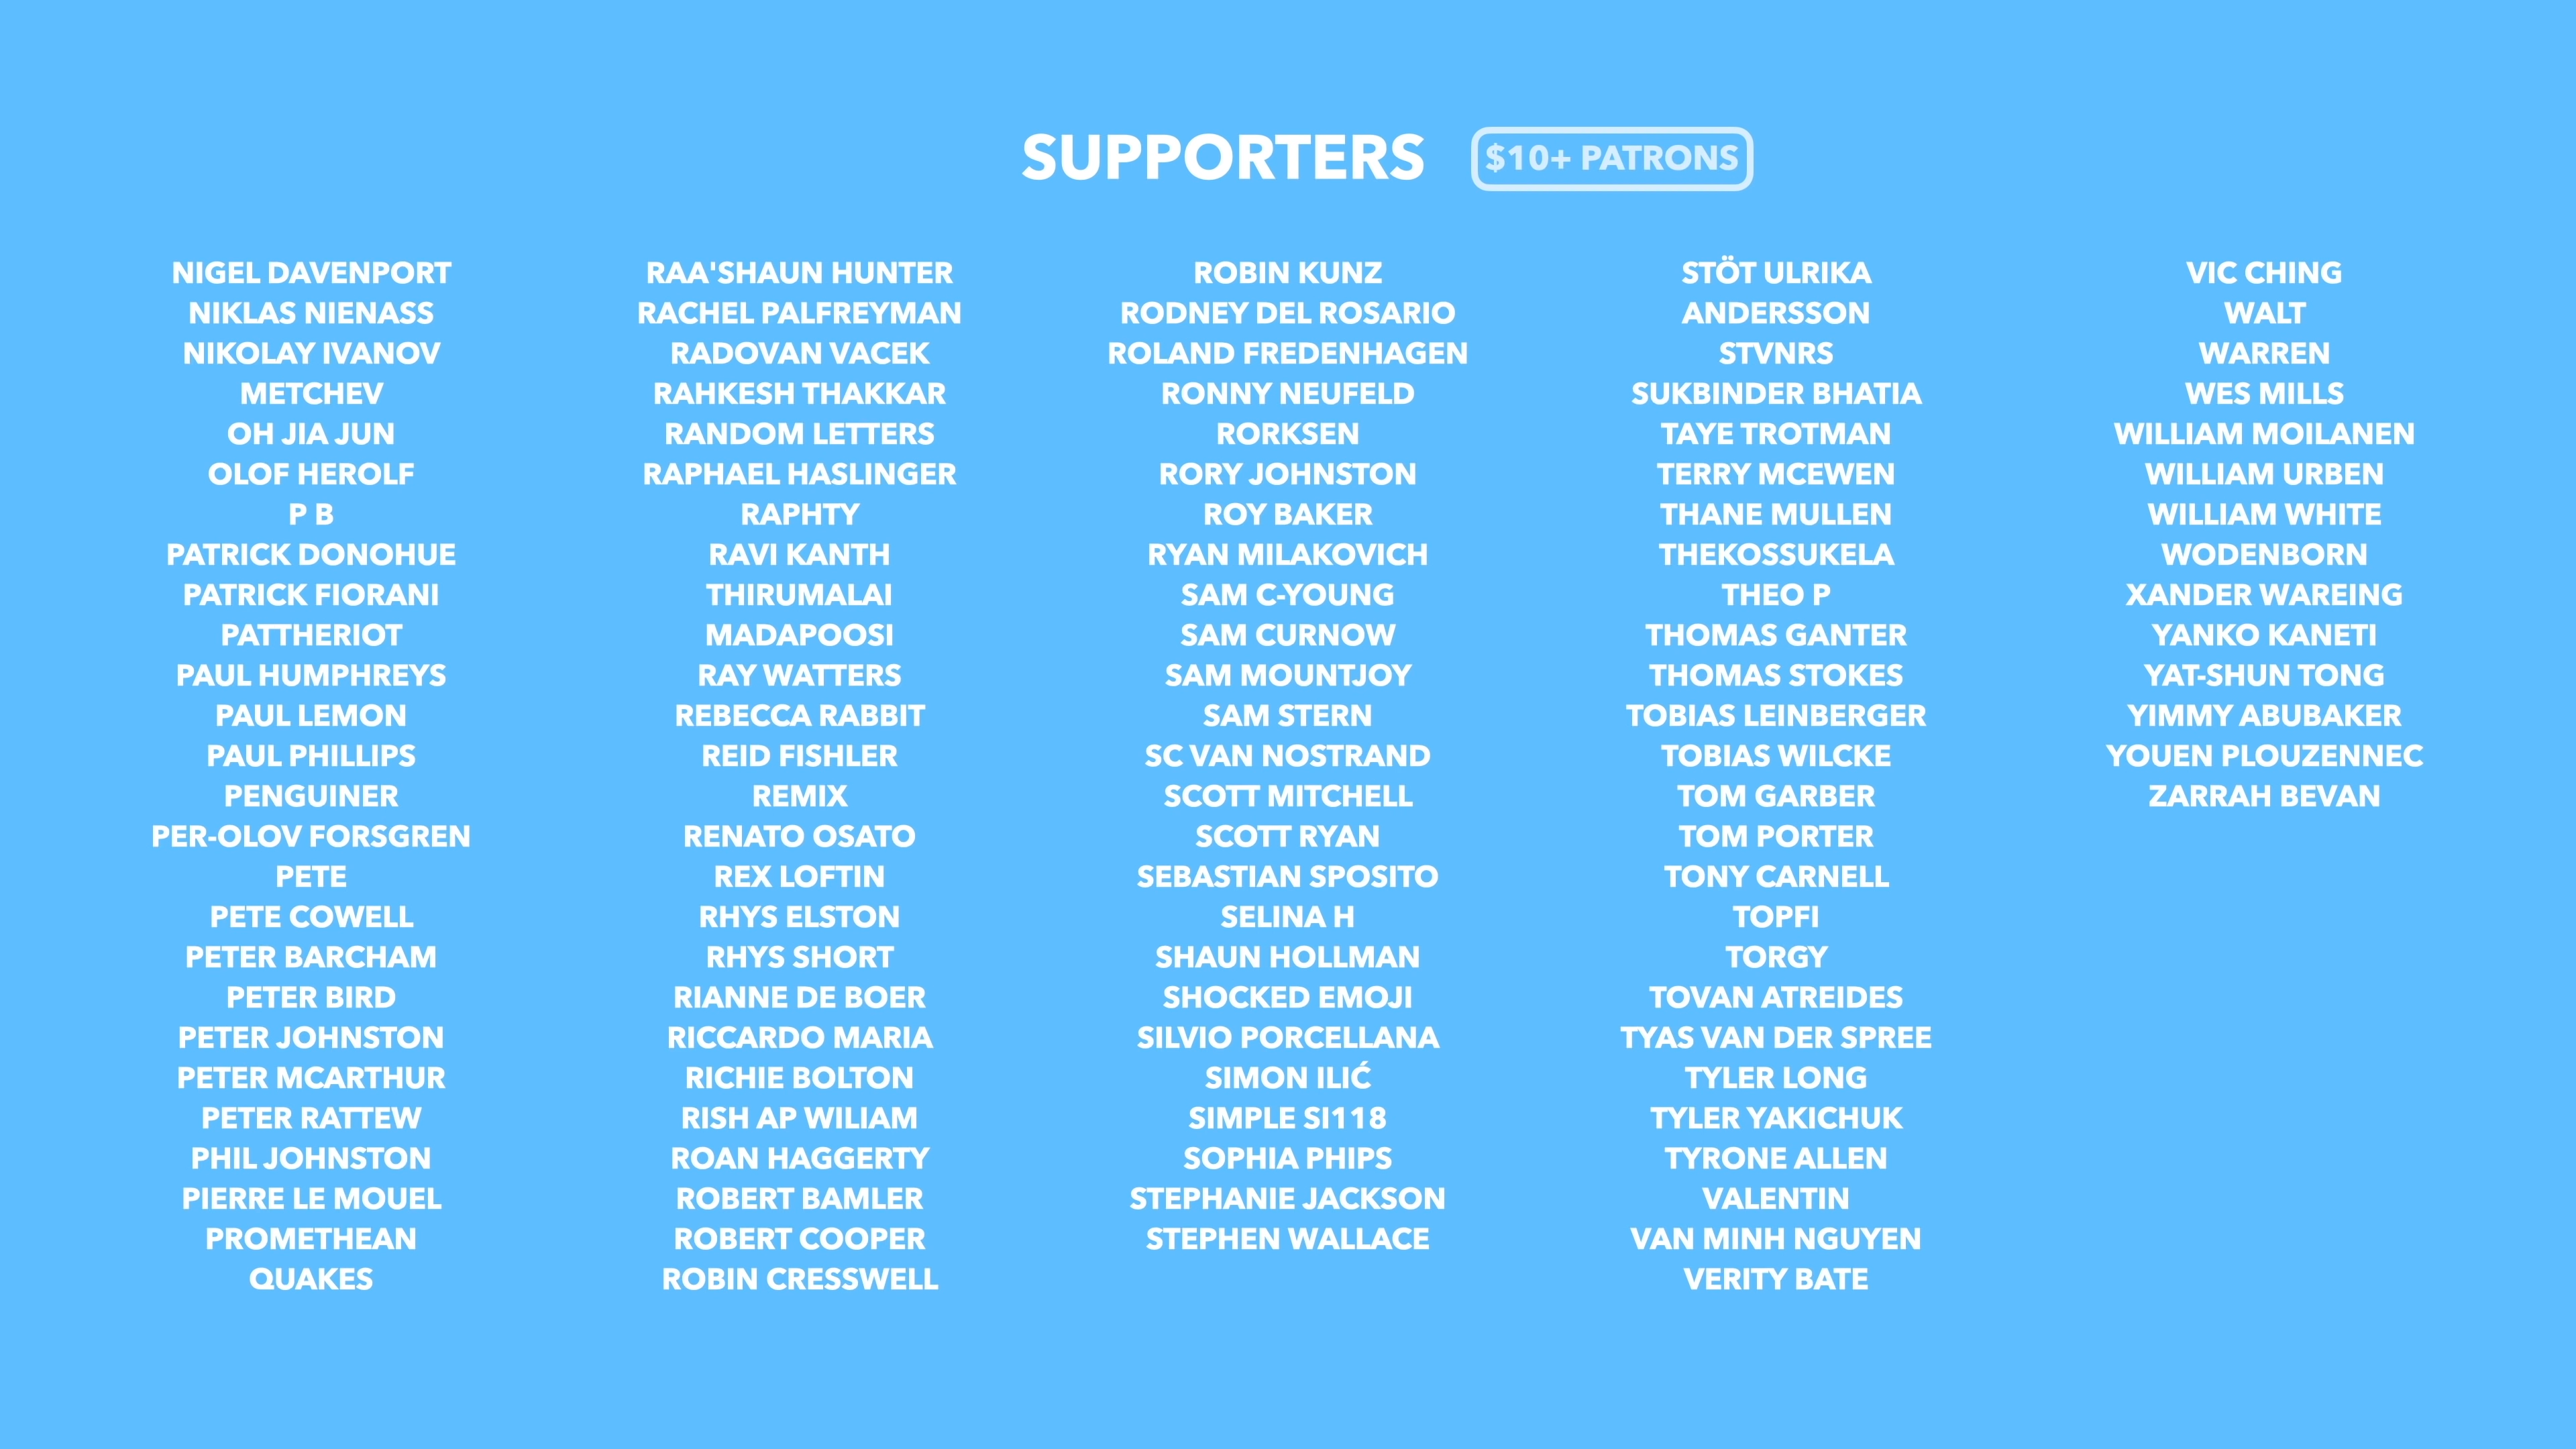 SUPPORTERS $10+ PATRONS
NIGEL DAVENPORT
NIKLAS NIENASS
NIKOLAY IVANOV
METCHEV
OH JIA JUN
OLOF HEROLF
P B
PATRICK DONOHUE
PATRICK FIORANI
PATTHERIOT
PAUL HUMPHREYS
PAUL LEMON
PAUL PHILLIPS
PENGUINER
PER-OLOV FORSGREN
PETE
PETE COWELL
PETER BARCHAM
PETER BIRD
PETER JOHNSTON
PETER MCARTHUR
PETER RATTEW
PHIL JOHNSTON
PIERRE LE MOUEL
PROMETHEAN
QUAKES
RAA'SHAUN HUNTER
RACHEL PALFREYMAN
RADOVAN VACEK
RAHKESH THAKKAR
RANDOM LETTERS
RAPHAEL HASLINGER
RAPHTY
RAVI KANTH
THIRUMALAI
MADAPOOSI
RAY WATTERS
REBECCA RABBIT
REID FISHLER
REMIX
RENATO OSATO
REX LOFTIN
RHYS ELSTON
RHYS SHORT
RIANNE DE BOER
RICCARDO MARIA
RICHIE BOLTON
RISH AP WILIAM
ROAN HAGGERTY
ROBERT BAMLER
ROBERT COOPER
ROBIN CRESSWELL
ROBIN KUNZ
RODNEY DEL ROSARIO
ROLAND FREDENHAGEN
RONNY NEUFELD
RORKSEN
RORY JOHNSTON
ROY BAKER
RYAN MILAKOVICH
SAM C-YOUNG
SAM CURNOW
SAM MOUNTJOY
SAM STERN
SC VAN NOSTRAND
SCOTT MITCHELL
SCOTT RYAN
SEBASTIAN SPOSITO
SELINA H
SHAUN HOLLMAN
SHOCKED EMOJI
SILVIO PORCELLANA
SIMON ILIĆ
SIMPLE SI118
SOPHIA PHIPS
STEPHANIE JACKSON
STEPHEN WALLACE
STÖT ULRIKA
ANDERSSON
STVNRS
SUKBINDER BHATIA
TAYE TROTMAN
TERRY MCEWEN
THANE MULLEN
THEKOSSUKELA
THEO P
THOMAS GANTER
THOMAS STOKES
TOBIAS LEINBERGER
TOBIAS WILCKE
TOM GARBER
TOM PORTER
TONY CARNELL
TOPFI
TORGY
TOVAN ATREIDES
TYAS VAN DER SPREE
TYLER LONG
TYLER YAKICHUK
TYRONE ALLEN
VALENTIN
VAN MINH NGUYEN
VERITY BATE
VIC CHING
WALT
WARREN
WES MILLS
WILLIAM MOILANEN
WILLIAM URBEN
WILLIAM WHITE
WODENBORN
XANDER WAREING
YANKO KANETI
YAT-SHUN TONG
YIMMY ABUBAKER
YOUEN PLOUZENNEC
ZARRAH BEVAN